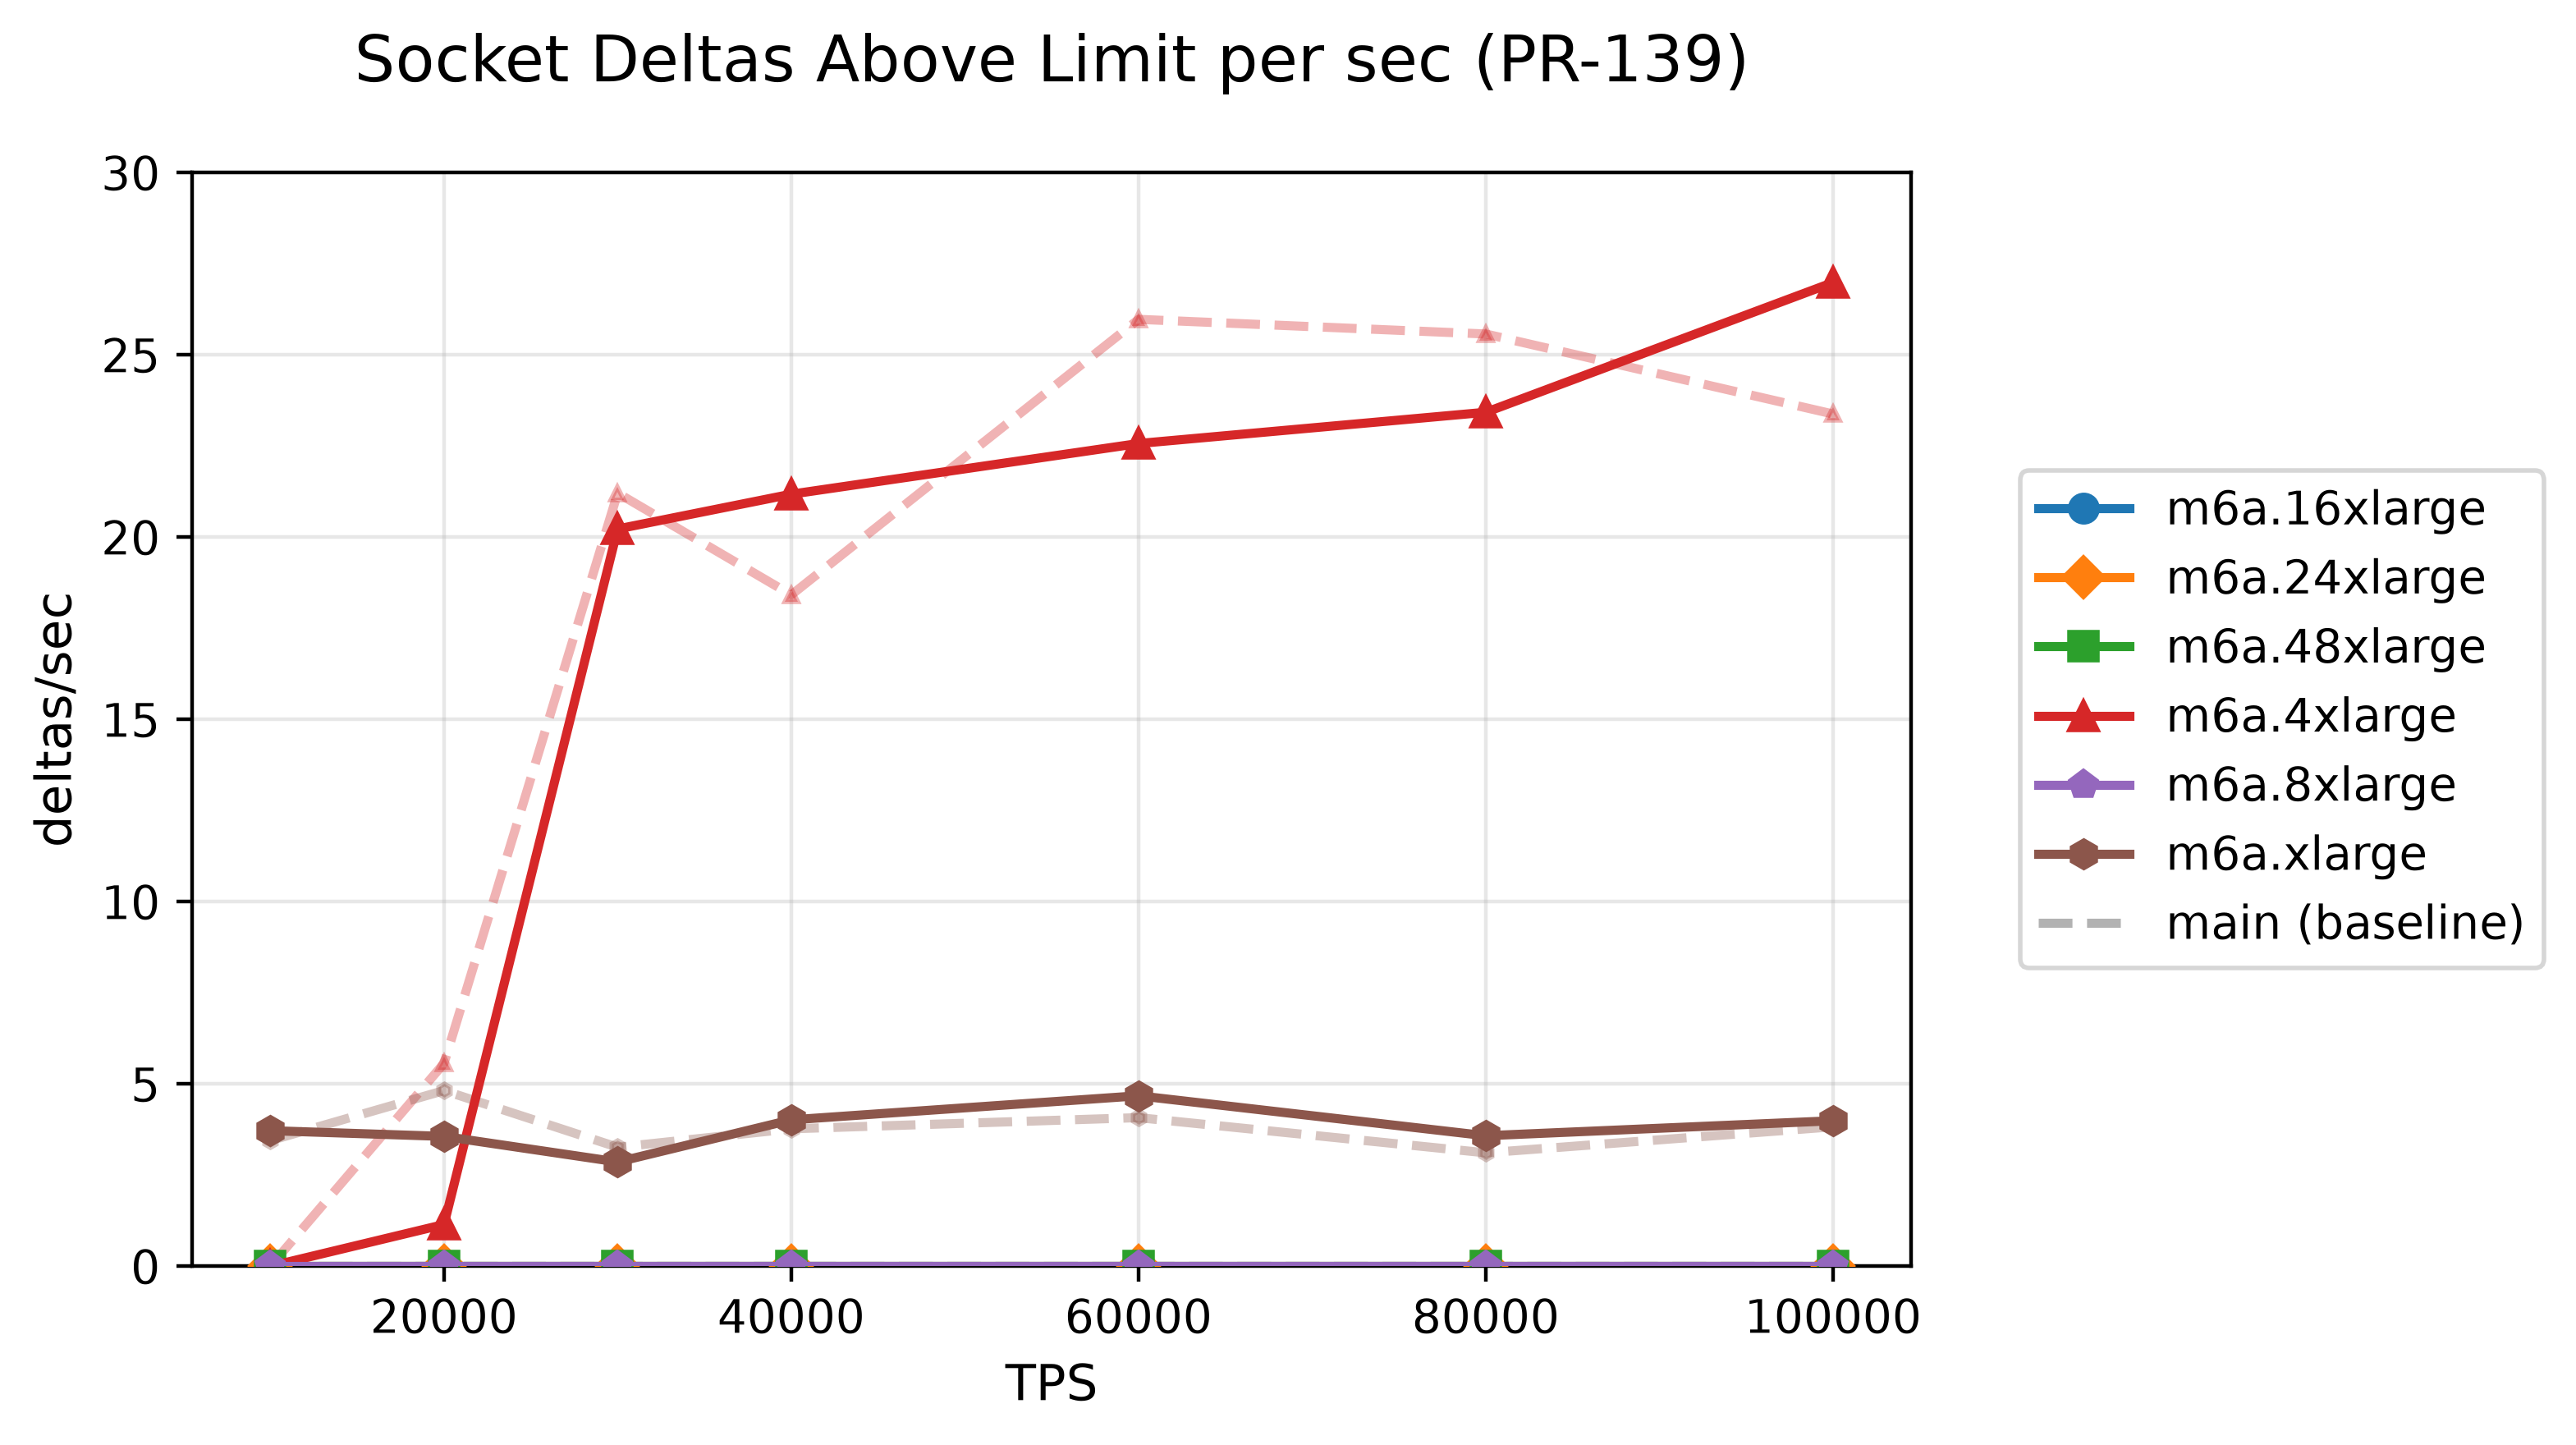 Socket Deltas Above Limit per sec (PR-139)
30
25
20
15
10
5
0
deltas/sec
20000 40000 60000 80000 100000
TPS
m6a.16xlarge
m6a.24xlarge
m6a.48xlarge
m6a.4xlarge
m6a.8xlarge
m6a.xlarge
main (baseline)